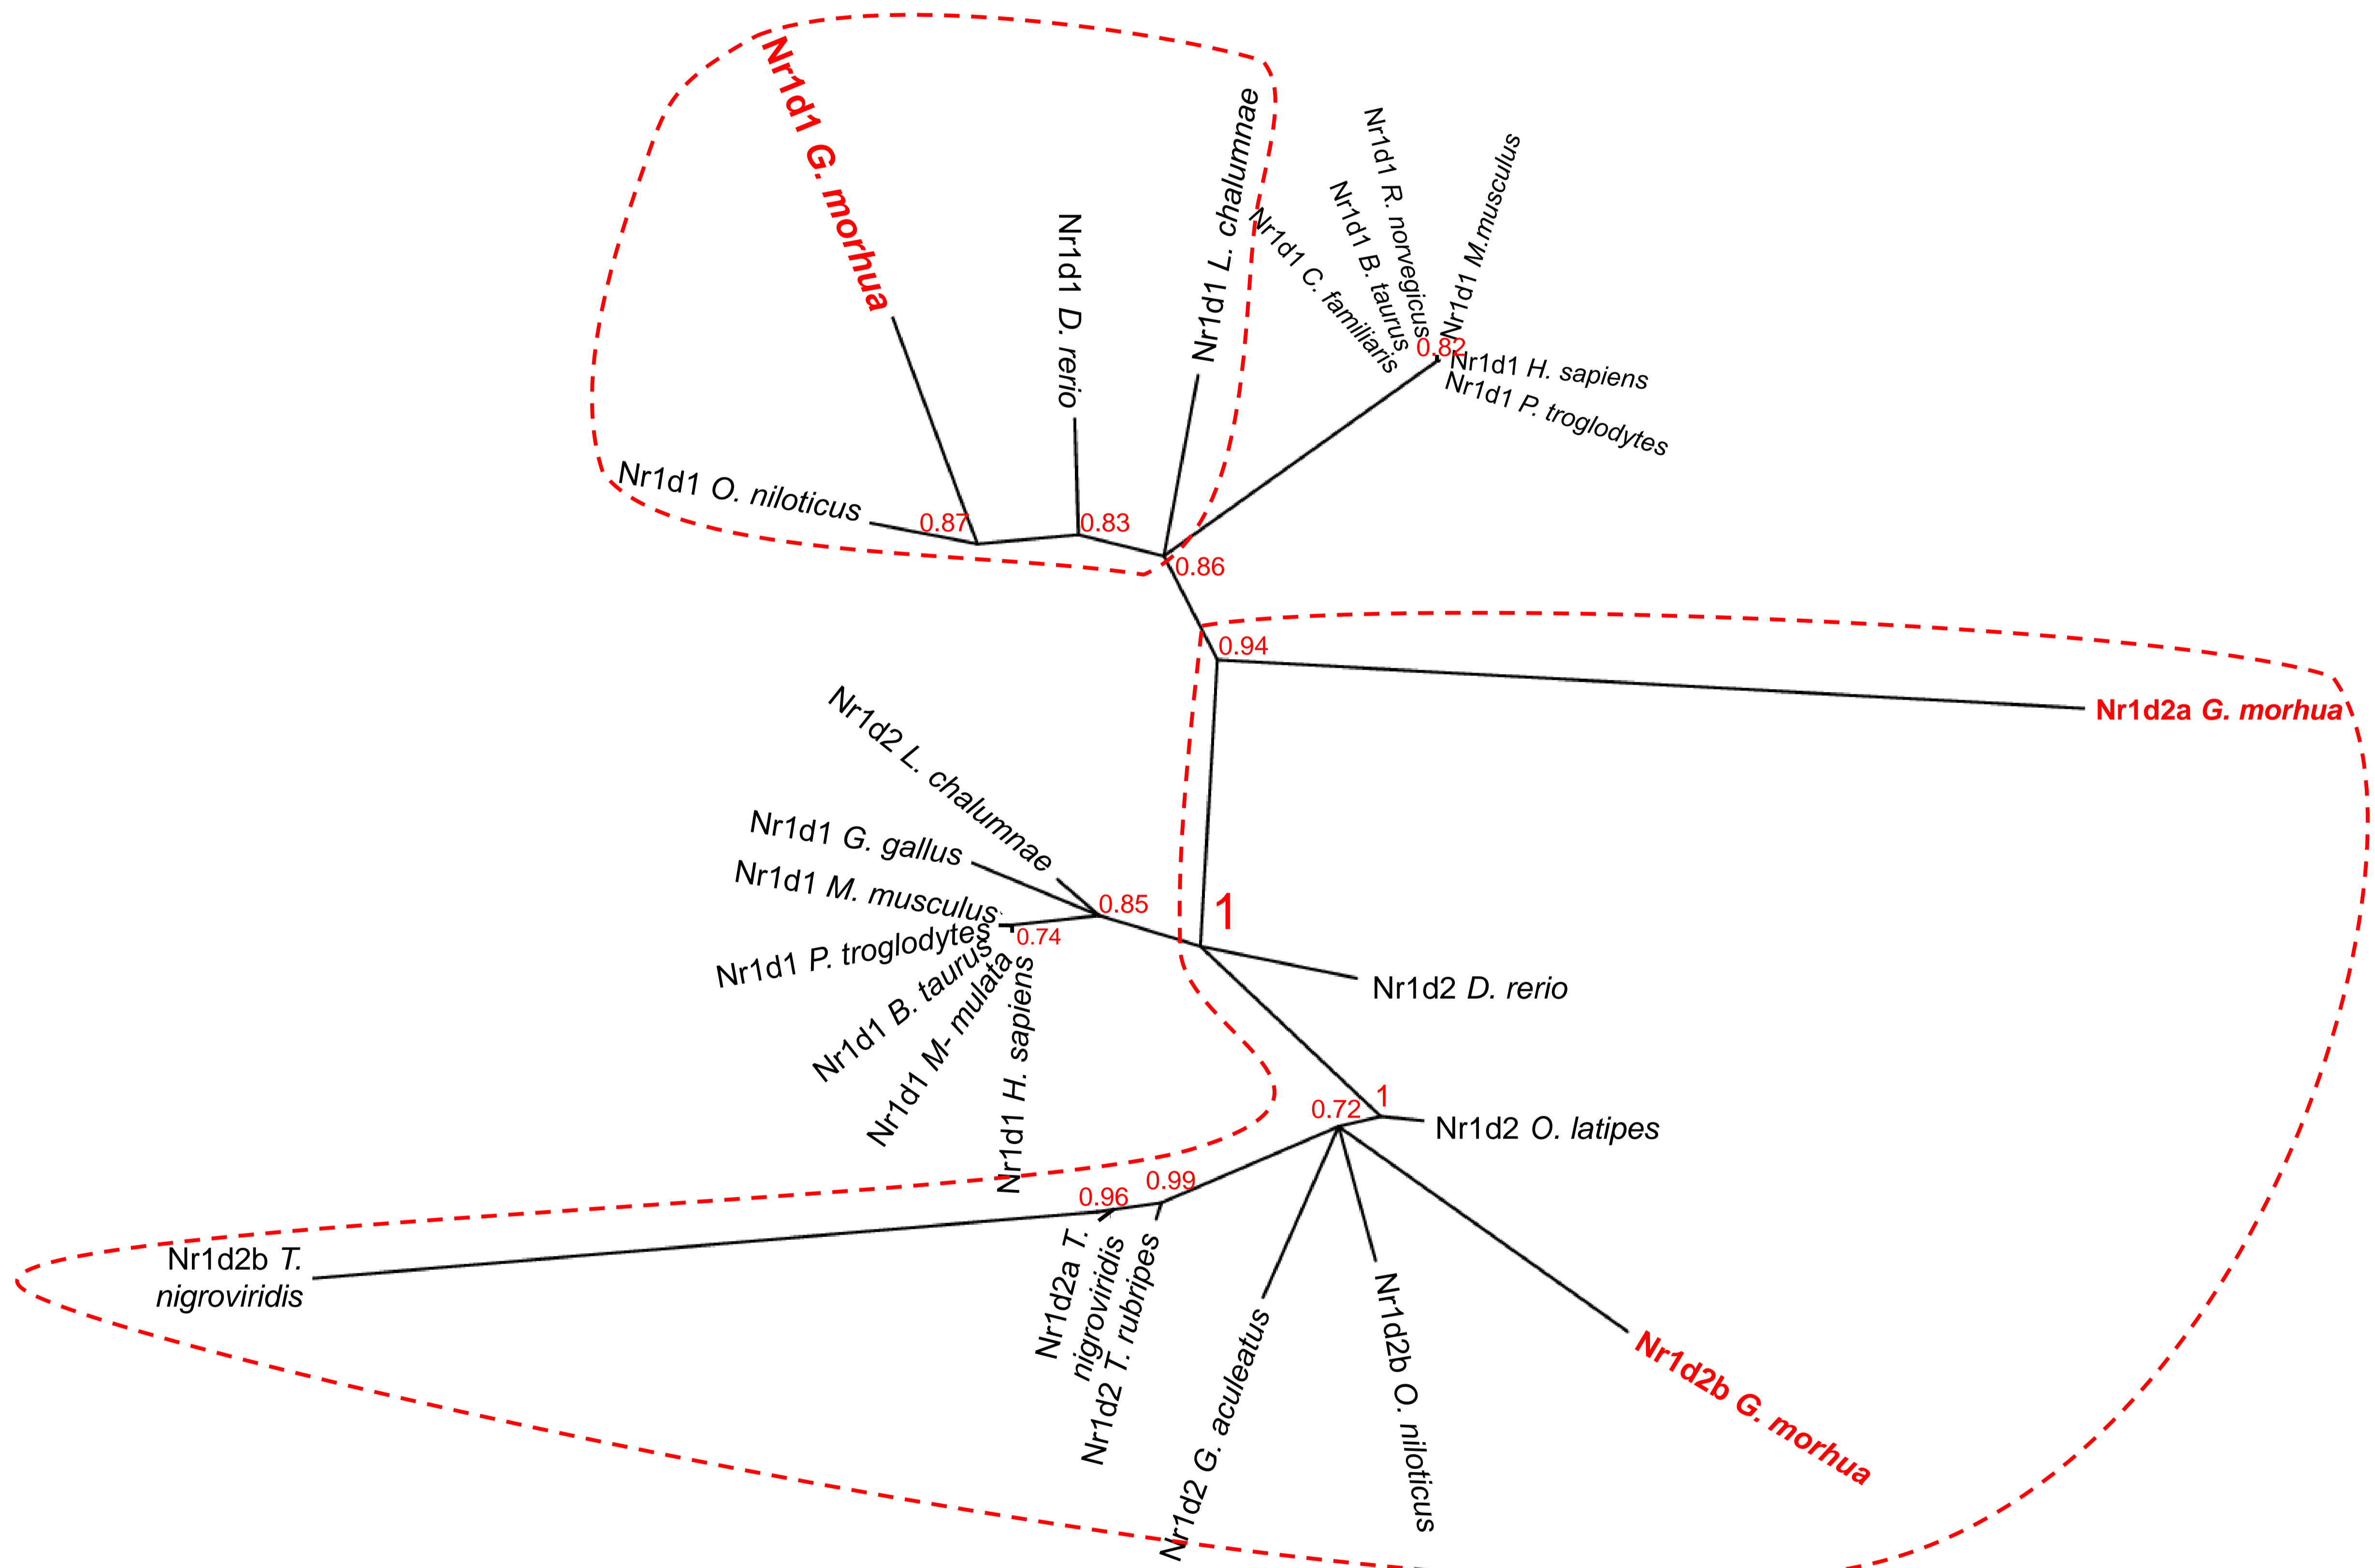 Nr1d1 G. morhua
Nr1d1 D. rerio
Nr1d1 L. chalumnae
Nr1d1 C. familiaris
Nr1d1 B. taurus
Nr1d1 R. norvegicus
Nr1d1 M.musculus
0.82
Nr1d1 H. sapiens
Nr1d1 P. troglodytes
Nr1d1 O. niloticus
0.87
0.83
0.86
0.94
Nr1d2a G. morhua
Nr1d2 L. chalumnae
Nr1d1 G. gallus
Nr1d1 M. musculus
0.85
1
Nr1d1 P. troglodytes
0.74
Nr1d1 B. taurus
Nr1d1 M- mulata
Nr1d1 H. sapiens
Nr1d2 D. rerio
1
0.72
Nr1d2 O. latipes
0.99
0.96
Nr1d2b T.
nigroviridis
Nr1d2a T.
nigroviridis
Nr1d2 T. rubripes
Nr1d2 G. aculeatus
Nr1d2b O. niloticus
Nr1d2b G. morhua